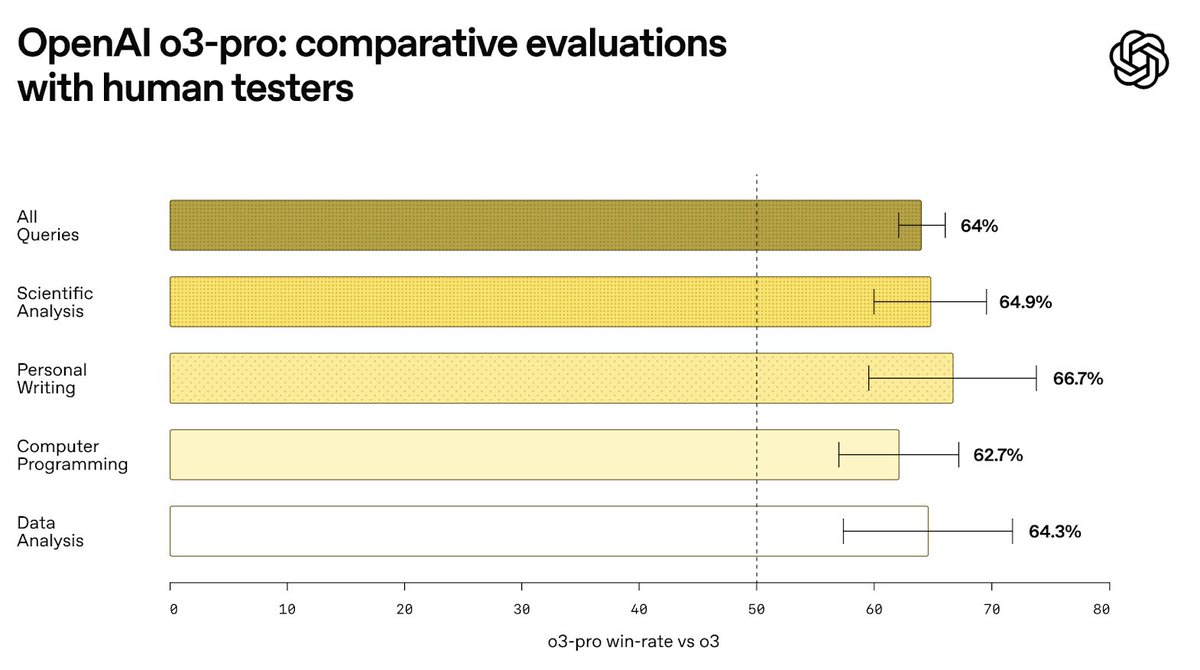 OpenAI o3-pro: comparative evaluations
with human testers
All
Queries
64%
Scientific
Analysis
64.9%
Personal
Writing
66.7%
Computer
Programming
62.7%
Data
Analysis
64.3%
0 10 20 30 40 50 60 70 80
o3-pro win-rate vs o3